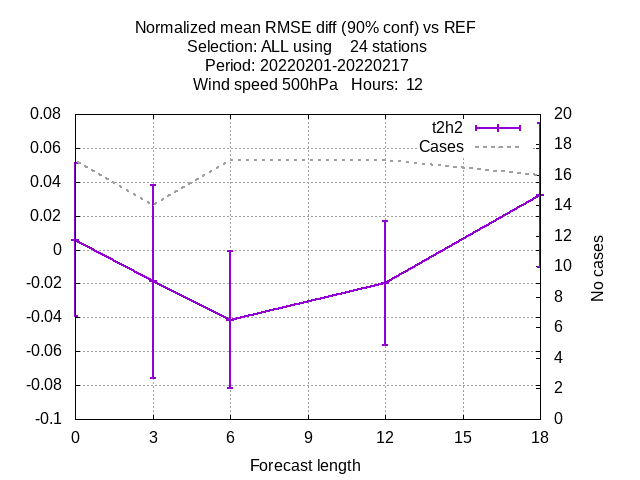 Normalized mean RMSE diff (90% conf) vs REF
Selection: ALL using 24 stations
Period: 20220201-20220217
Wind speed 500hPa Hours: 12
t2h2
Cases
0.08
0.06
0.04
0.02
0
-0.02
-0.04
-0.06
-0.08
-0.1
20
18
16
14
12
10
8
6
4
2
0
No cases
0 3 6 9 12 15 18
Forecast length